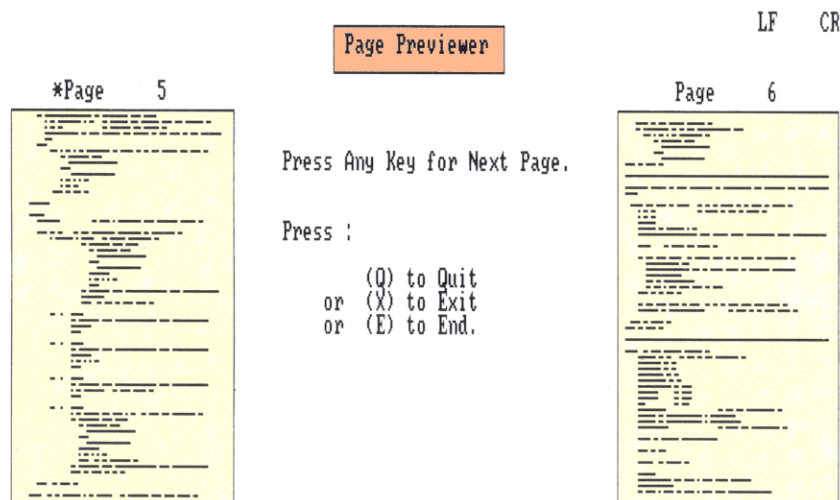 LF CR
Page Previewer
*Page 5
Page 6
Press Any Key for Next Page.
Press :
(Q) to Quit
or (X) to Exit
or (E) to End.